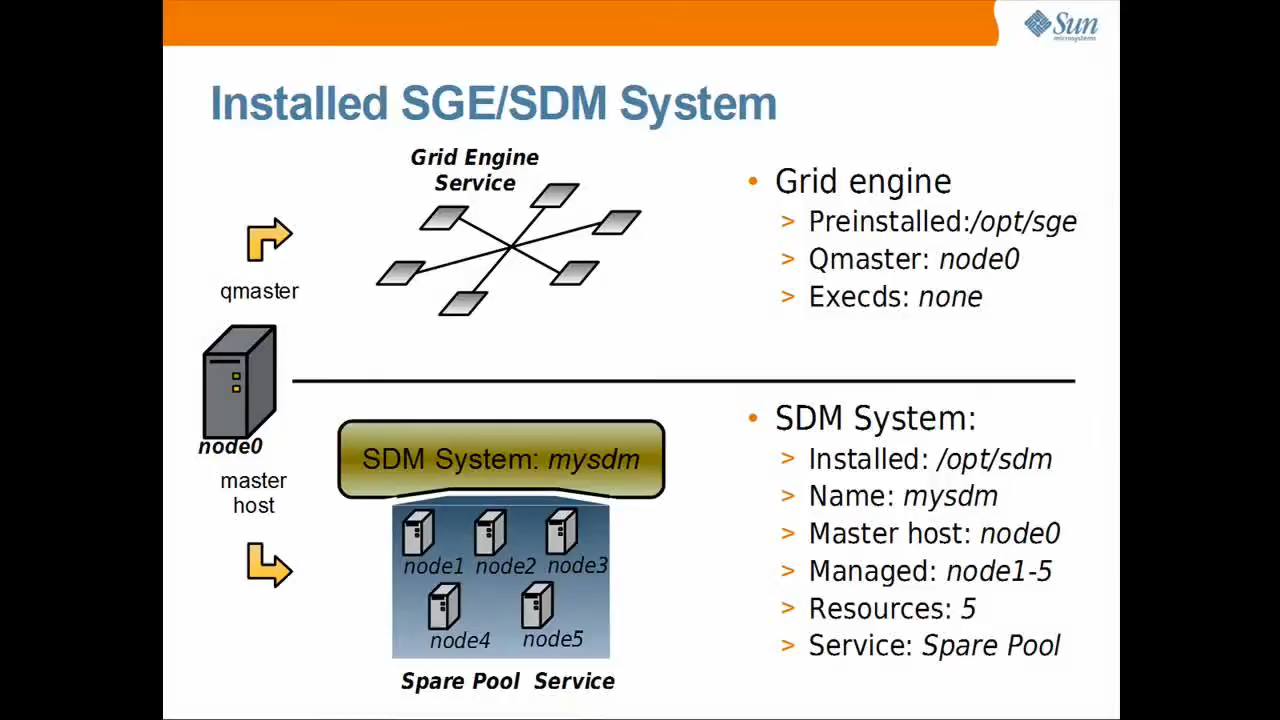 Sun
microsystems
Installed SGE/SDM System
Grid Engine
Service
qmaster
node0
master
host
SDM System: mysdm
node1 node2 node3
node4 node5
Spare Pool Service
• Grid engine
> Preinstalled:/opt/sge
> Qmaster: node0
> Execds: none
• SDM System:
> Installed: /opt/sdm
> Name: mysdm
> Master host: node0
> Managed: node1-5
> Resources: 5
> Service: Spare Pool